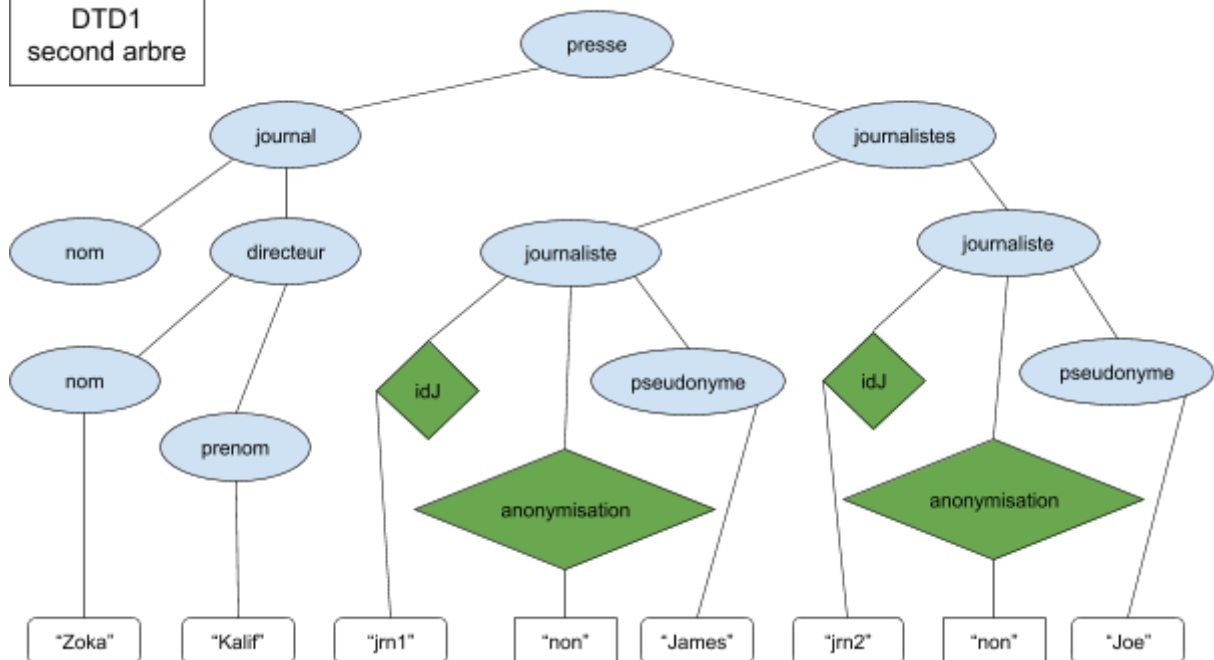 DTD1
second arbre
presse
journal
journalistes
nom
directeur
journaliste
journaliste
nom
prenom
idJ
pseudonyme
idJ
pseudonyme
anonymisation
anonymisation
“Zoka”
“Kalif”
“jrn1”
“non”
“James”
“jrn2”
“non”
“Joe”